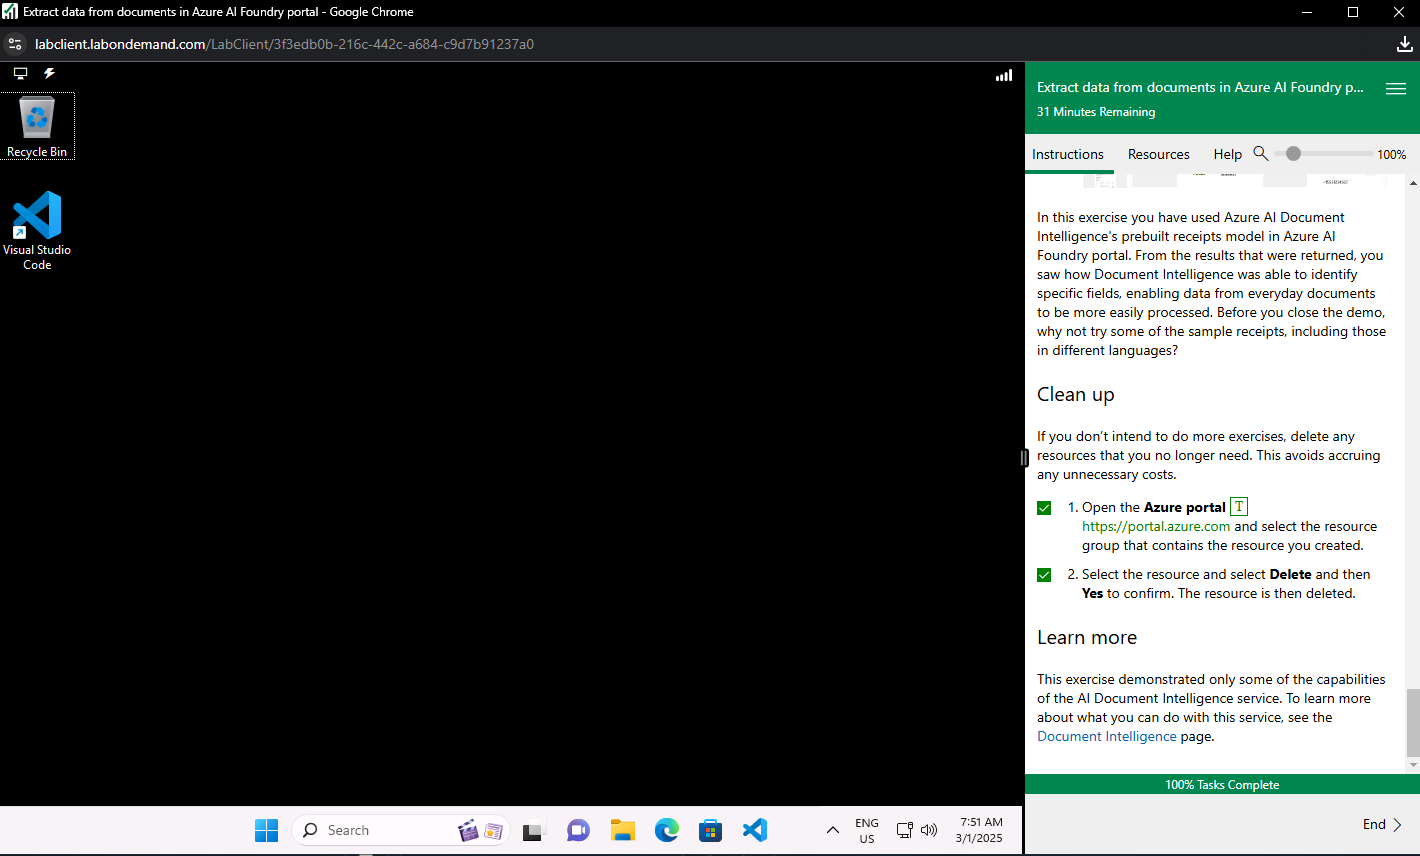 Extract data from documents in Azure AI Foundry portal - Google Chrome
labclient.labondemand.com/LabClient/3f3edb0b-216c-442c-a684-c9d7b91237a0
Recycle Bin
Visual Studio
Code
Extract data from documents in Azure AI Foundry p...
31 Minutes Remaining
Instructions Resources Help 100%
In this exercise you have used Azure AI Document
Intelligence's prebuilt receipts model in Azure AI
Foundry portal. From the results that were returned, you
saw how Document Intelligence was able to identify
specific fields, enabling data from everyday documents
to be more easily processed. Before you close the demo,
why not try some of the sample receipts, including those
in different languages?
Clean up
If you don’t intend to do more exercises, delete any
resources that you no longer need. This avoids accruing
any unnecessary costs.
1. Open the Azure portal T
https://portal.azure.com and select the resource
group that contains the resource you created.
2. Select the resource and select Delete and then
Yes to confirm. The resource is then deleted.
Learn more
This exercise demonstrated only some of the capabilities
of the AI Document Intelligence service. To learn more
about what you can do with this service, see the
Document Intelligence page.
100% Tasks Complete
End
Search
ENG
US
7:51 AM
3/1/2025